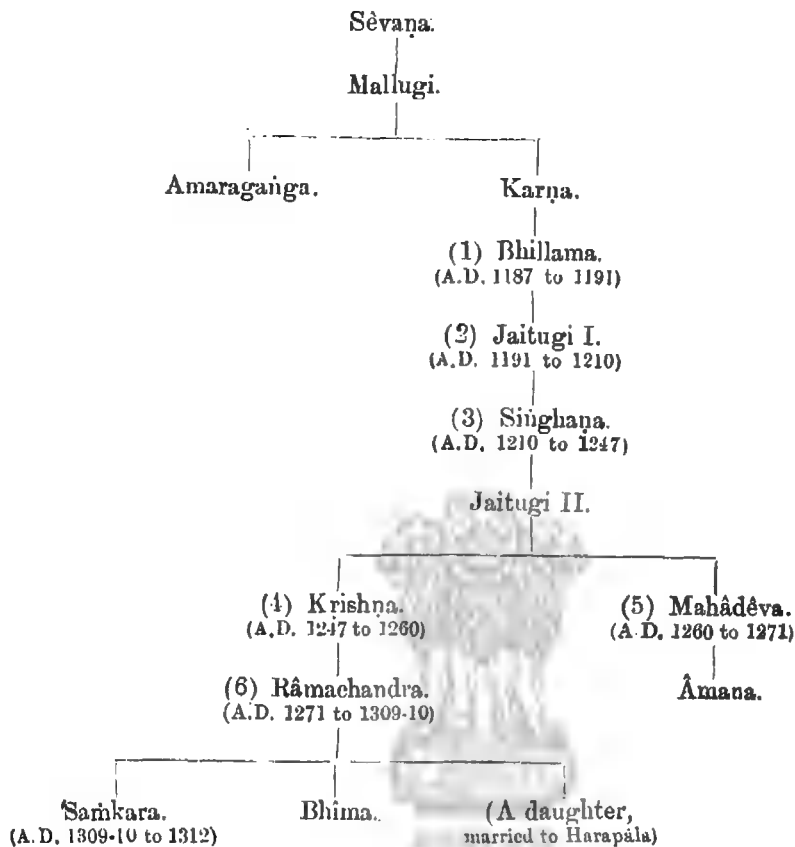 Sêvaṇa.
Mallugi.
Amaragaṅga. Karṇa.
(1) Bhillama.
(A.D. 1187 to 1191)
(2) Jaitugi I.
(A.D. 1191 to 1210)
(3) Siṅghaṇa.
(A.D. 1210 to 1247)
Jaitugi II.
(4) Krishṇa. (5) Mahâdêva.
(A.D. 1247 to 1260) (A.D. 1260 to 1271)
(6) Râmachandra. Âmana.
(A.D. 1271 to 1309-10)
Saṁkara. Bhîma. (A daughter,
(A.D. 1309-10 to 1312) married to Harapâla)